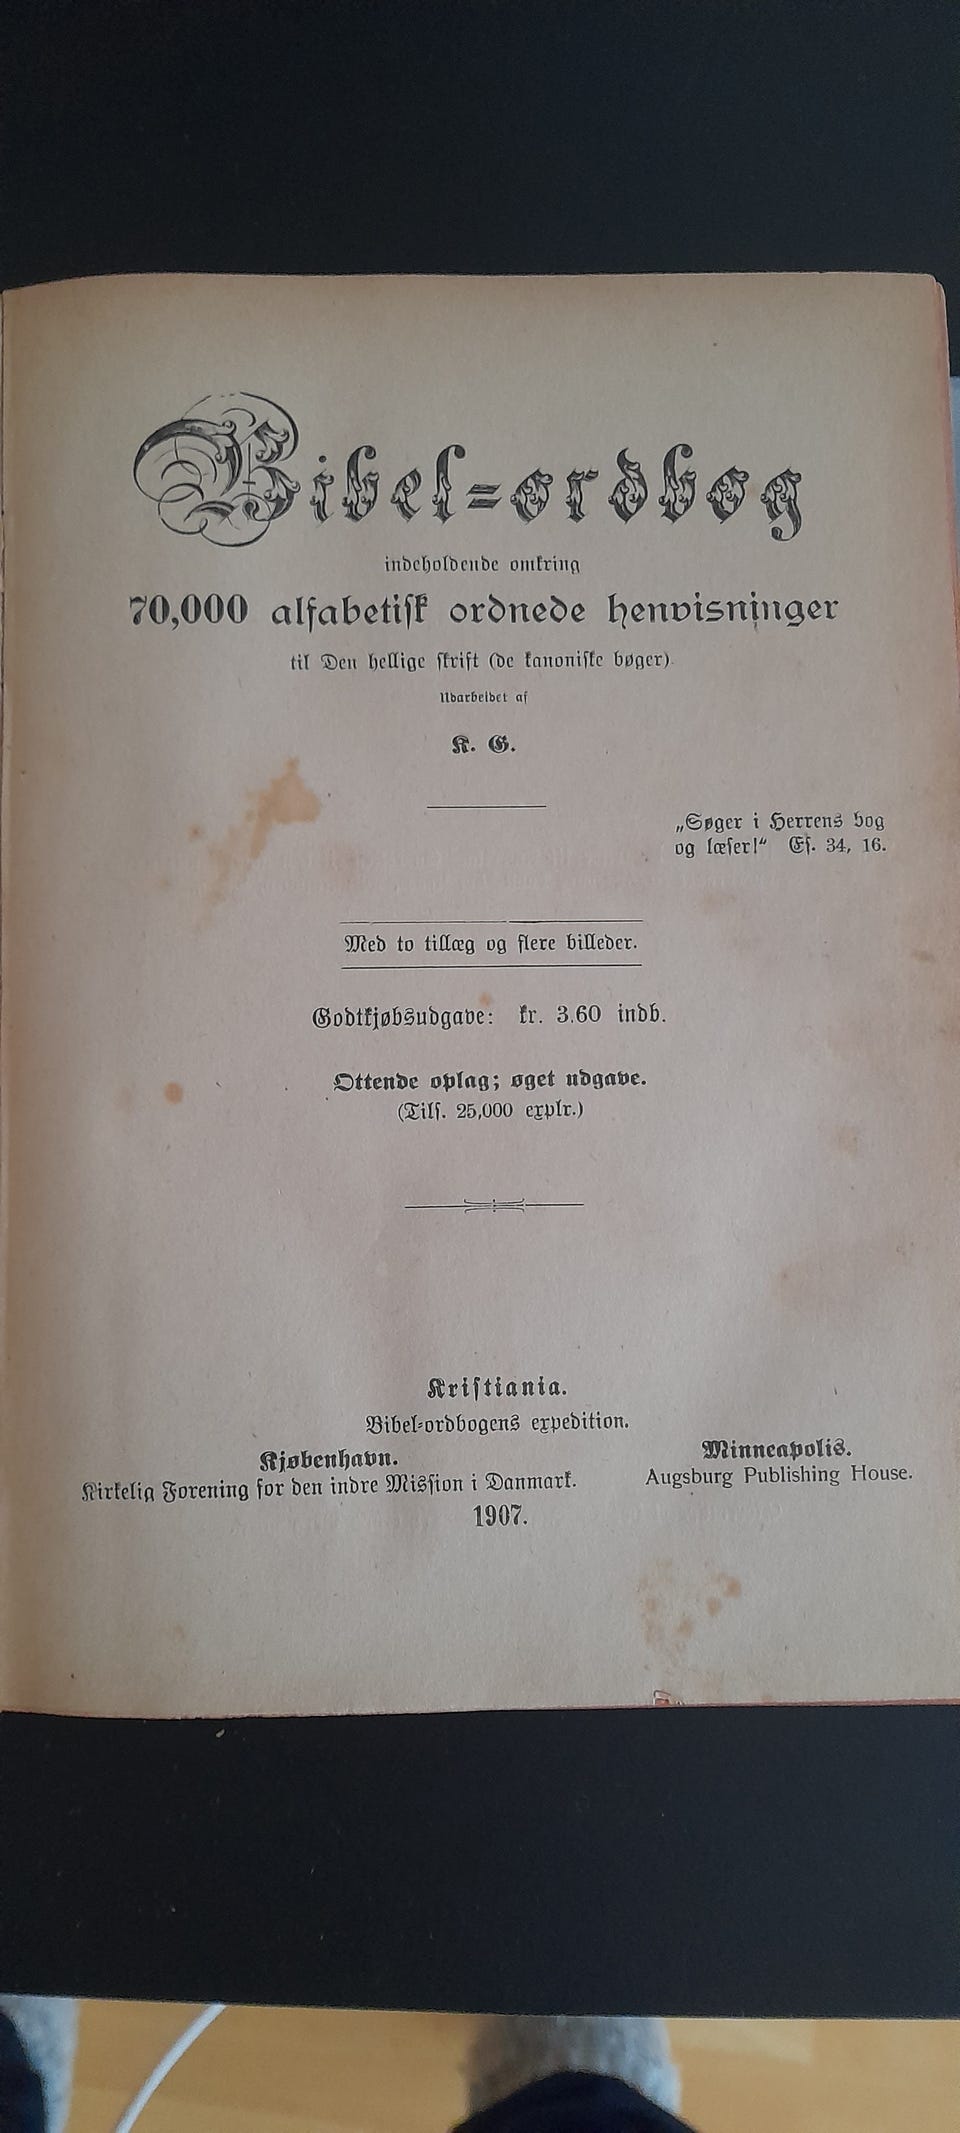 Bibel=ordbog
indeholdende omkring
70,000 alfabetisk ordnede henvisninger
til Den hellige skrift (de kanoniske bøger).
Udarbeidet af
K. G.
„Søger i Herrens bog
og læser!“ Es. 34, 16.
Med to tillæg og flere billeder.
Godtkjøbsudgave: kr. 3.60 indb.
Ottende oplag; øget udgave.
(Tils. 25,000 explr.)
Kristiania.
Bibel=ordbogens expedition.
Kjøbenhavn.
Kirkelig Forening for den indre Mission i Danmark.
Minneapolis.
Augsburg Publishing House.
1907.